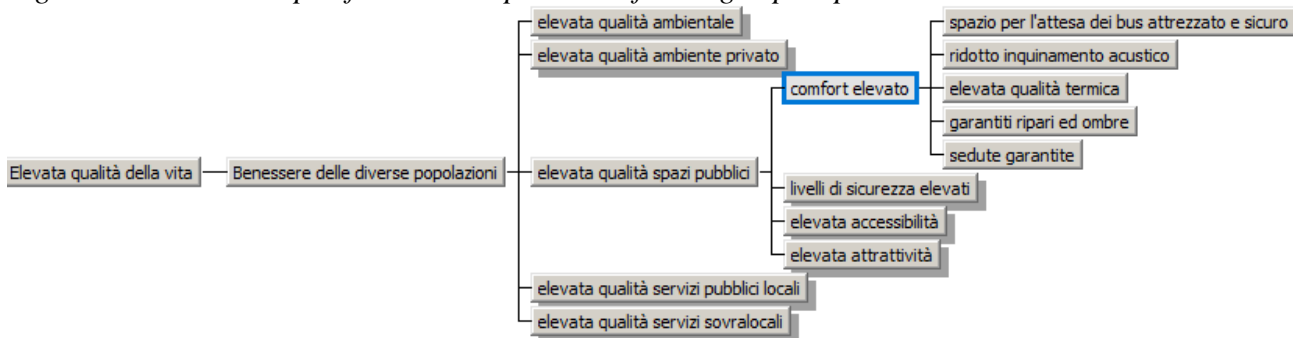 elevata qualità ambientale
elevata qualità ambiente privato
spazio per l'attesa dei bus attrezzato e sicuro
ridotto inquinamento acustico
comfort elevato
elevata qualità termica
garantiti ripari ed ombre
sedute garantite
Elevata qualità della vita
Benessere delle diverse popolazioni
elevata qualità spazi pubblici
livelli di sicurezza elevati
elevata accessibilità
elevata attrattività
elevata qualità servizi pubblici locali
elevata qualità servizi sovralocali